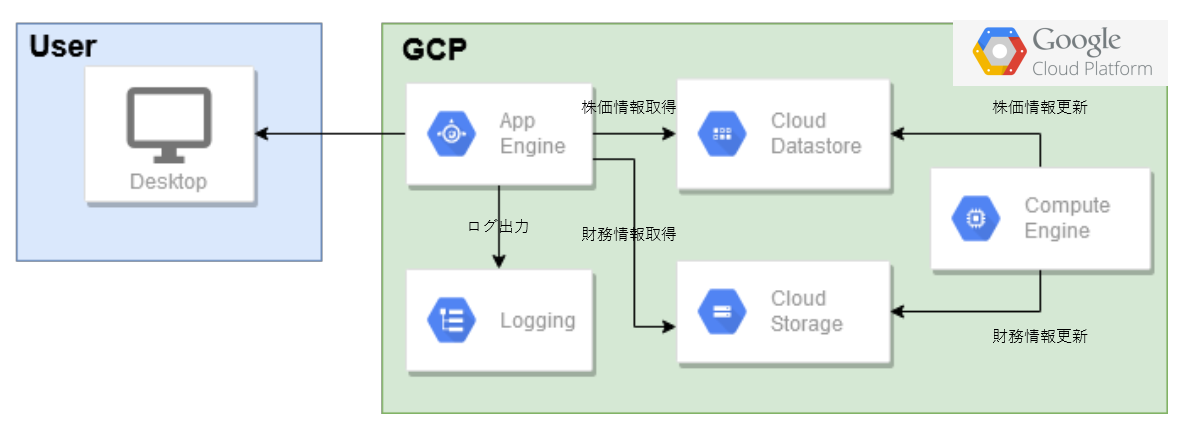 User
Desktop
GCP
Google
Cloud Platform
App
Engine
株価情報取得
Cloud
Datastore
株価情報更新
Compute
Engine
ログ出力
財務情報取得
Logging
Cloud
Storage
財務情報更新